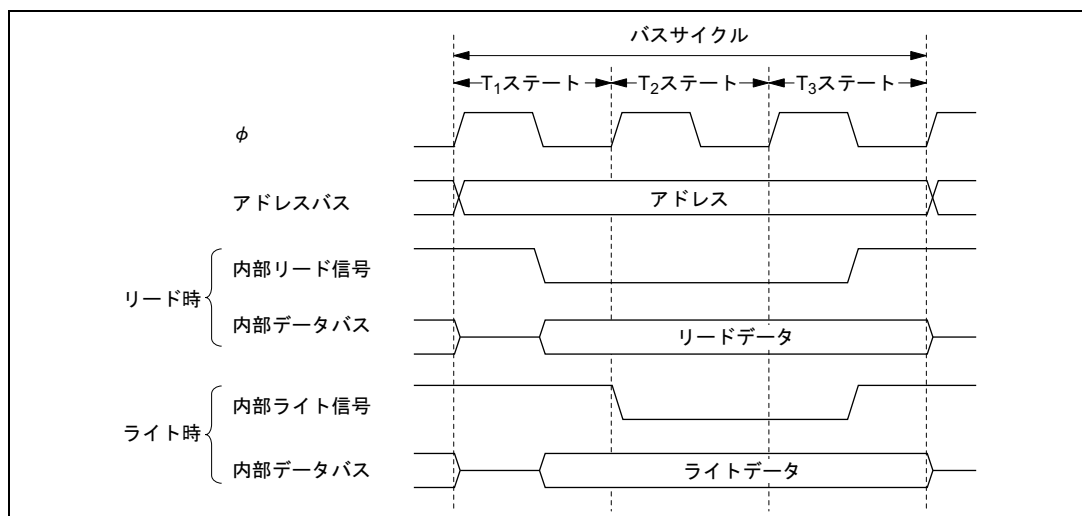 バスサイクル
T₁ステート T₂ステート T₃ステート
φ
アドレスバス アドレス
リード時
内部リード信号
内部データバス リードデータ
ライト時
内部ライト信号
内部データバス ライトデータ